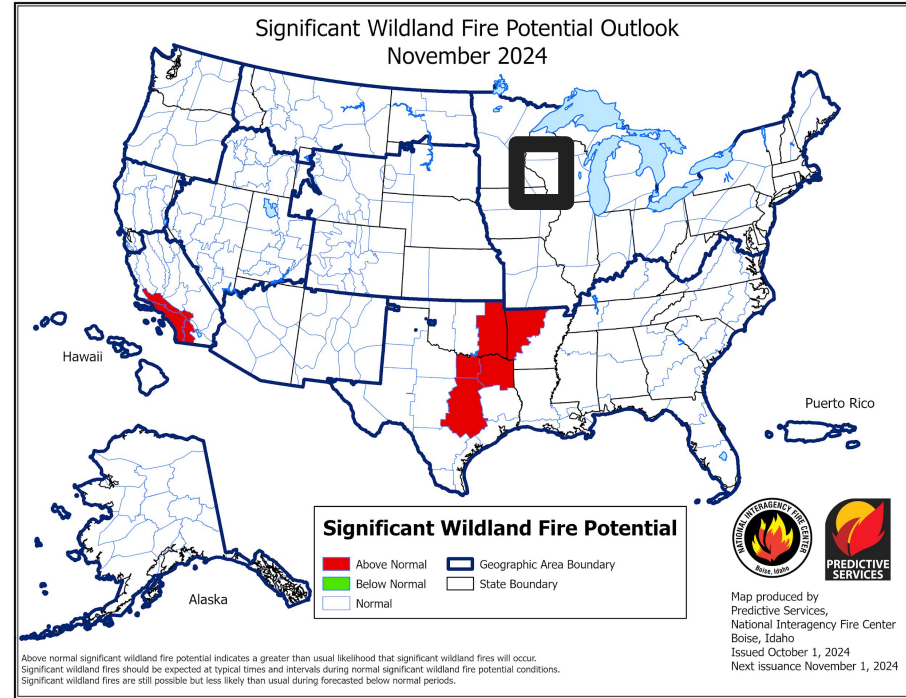 Significant Wildland Fire Potential Outlook
November 2024
Hawaii
Puerto Rico
Alaska
Significant Wildland Fire Potential
Above Normal
Below Normal
Normal
Geographic Area Boundary
State Boundary
NATIONAL INTERAGENCY FIRE CENTER
Boise, Idaho
PREDICTIVE
SERVICES
Map produced by
Predictive Services,
National Interagency Fire Center
Boise, Idaho
Issued October 1, 2024
Next issuance November 1, 2024
Above normal significant wildland fire potential indicates a greater than usual likelihood that significant wildland fires will occur.
Significant wildland fires should be expected at typical times and intervals during normal significant wildland fire potential conditions.
Significant wildland fires are still possible but less likely than usual during forecasted below normal periods.